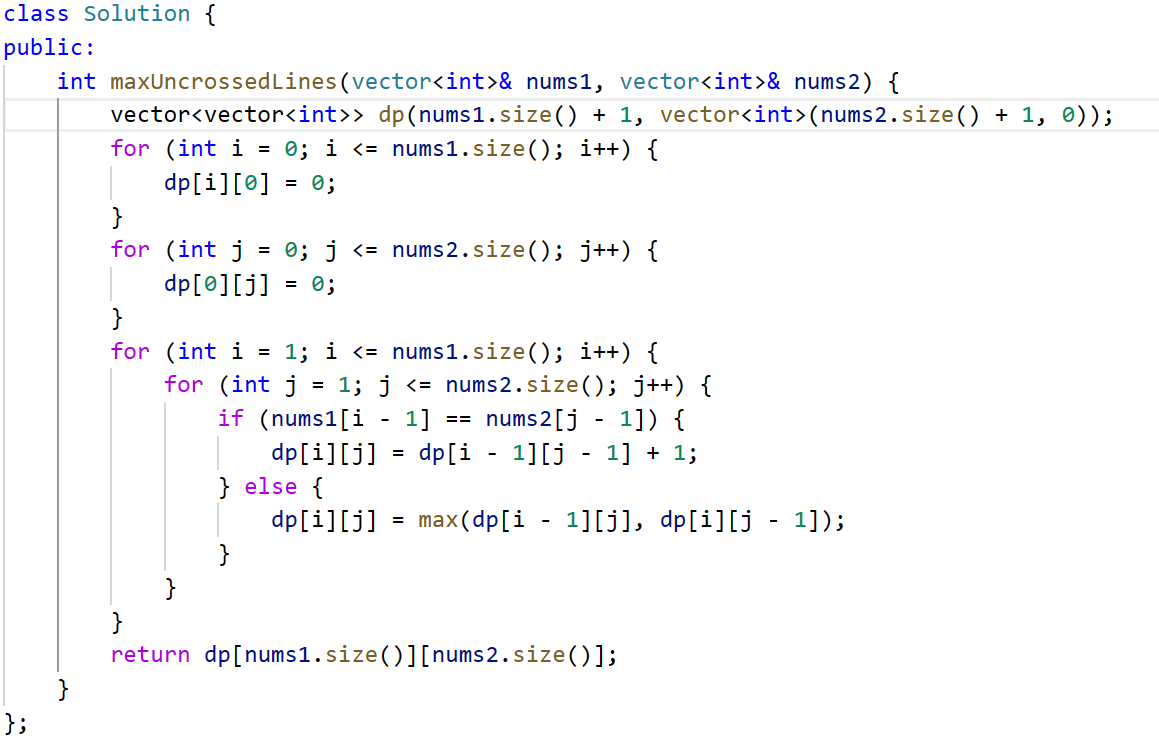 class Solution {
public:
    int maxUncrossedLines(vector<int>& nums1, vector<int>& nums2) {
        vector<vector<int>> dp(nums1.size() + 1, vector<int>(nums2.size() + 1, 0));
        for (int i = 0; i <= nums1.size(); i++) {
            dp[i][0] = 0;
        }
        for (int j = 0; j <= nums2.size(); j++) {
            dp[0][j] = 0;
        }
        for (int i = 1; i <= nums1.size(); i++) {
            for (int j = 1; j <= nums2.size(); j++) {
                if (nums1[i - 1] == nums2[j - 1]) {
                    dp[i][j] = dp[i - 1][j - 1] + 1;
                } else {
                    dp[i][j] = max(dp[i - 1][j], dp[i][j - 1]);
                }
            }
        }
        return dp[nums1.size()][nums2.size()];
    }
};